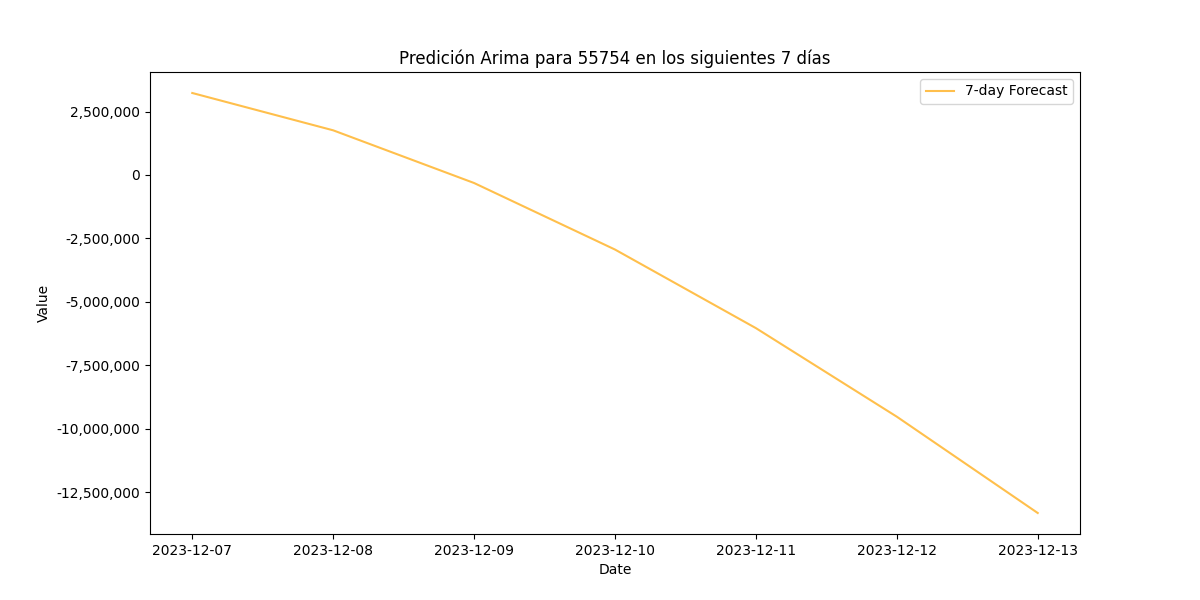 Predición Arima para 55754 en los siguientes 7 días
7-day Forecast
2,500,000
0
-2,500,000
-5,000,000
-7,500,000
-10,000,000
-12,500,000
Value
2023-12-07 2023-12-08 2023-12-09 2023-12-10 2023-12-11 2023-12-12 2023-12-13
Date